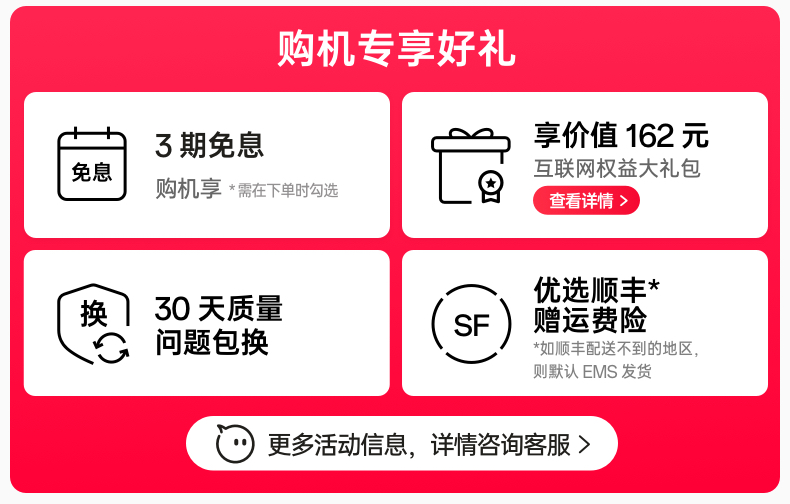 购机专享好礼
免息
3 期免息
购机享 *需在下单时勾选
享价值 162 元
互联网权益大礼包
查看详情 >
换
30 天质量
问题包换
SF
优选顺丰*
赠运费险
*如顺丰配送不到的地区，
则默认 EMS 发货
更多活动信息，详情咨询客服 >